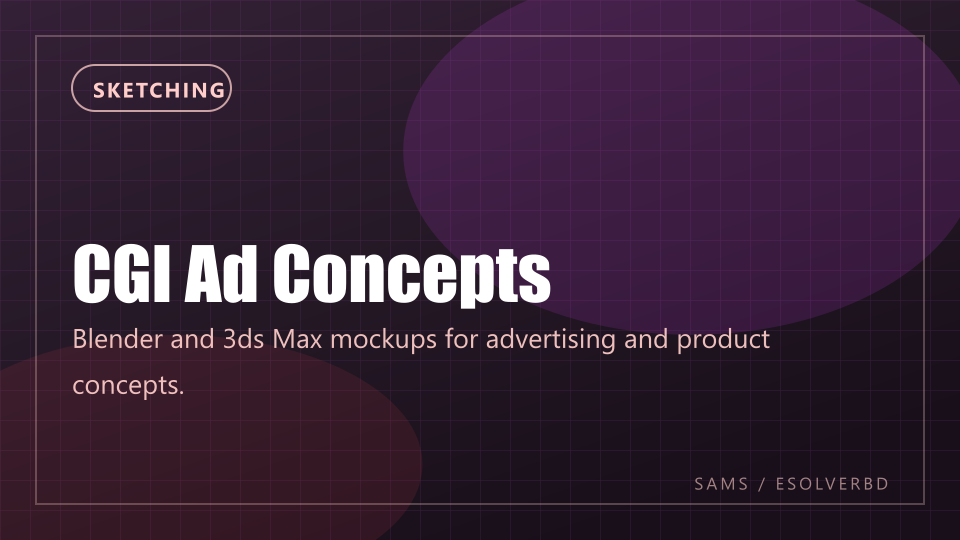 SKETCHING
CGI Ad Concepts
Blender and 3ds Max mockups for advertising and product
concepts.
SAMS / ESOLVERBD